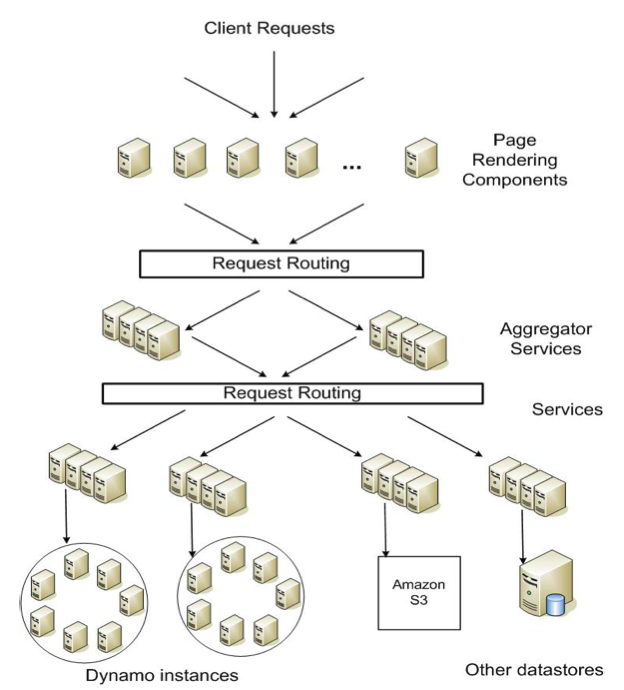 Client Requests
Page
Rendering
Components
...
Request Routing
Aggregator
Services
Request Routing
Services
Amazon
S3
Dynamo instances
Other datastores